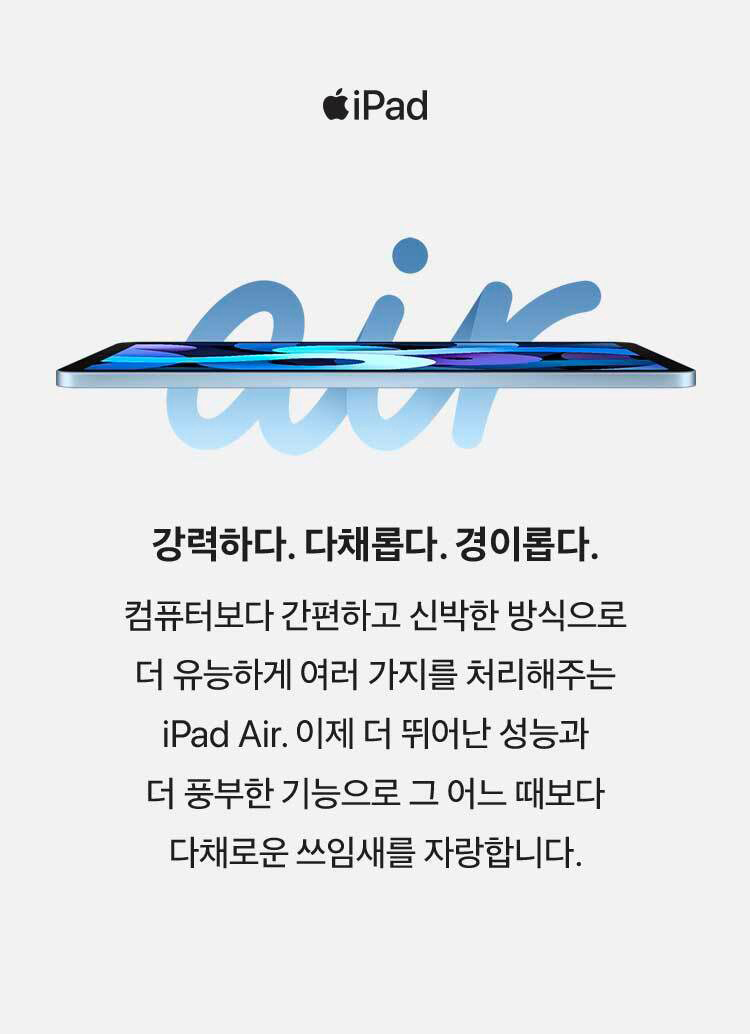 iPad
air
강력하다. 다채롭다. 경이롭다.
컴퓨터보다 간편하고 신박한 방식으로
더 유능하게 여러 가지를 처리해주는
iPad Air. 이제 더 뛰어난 성능과
더 풍부한 기능으로 그 어느 때보다
다채로운 쓰임새를 자랑합니다.